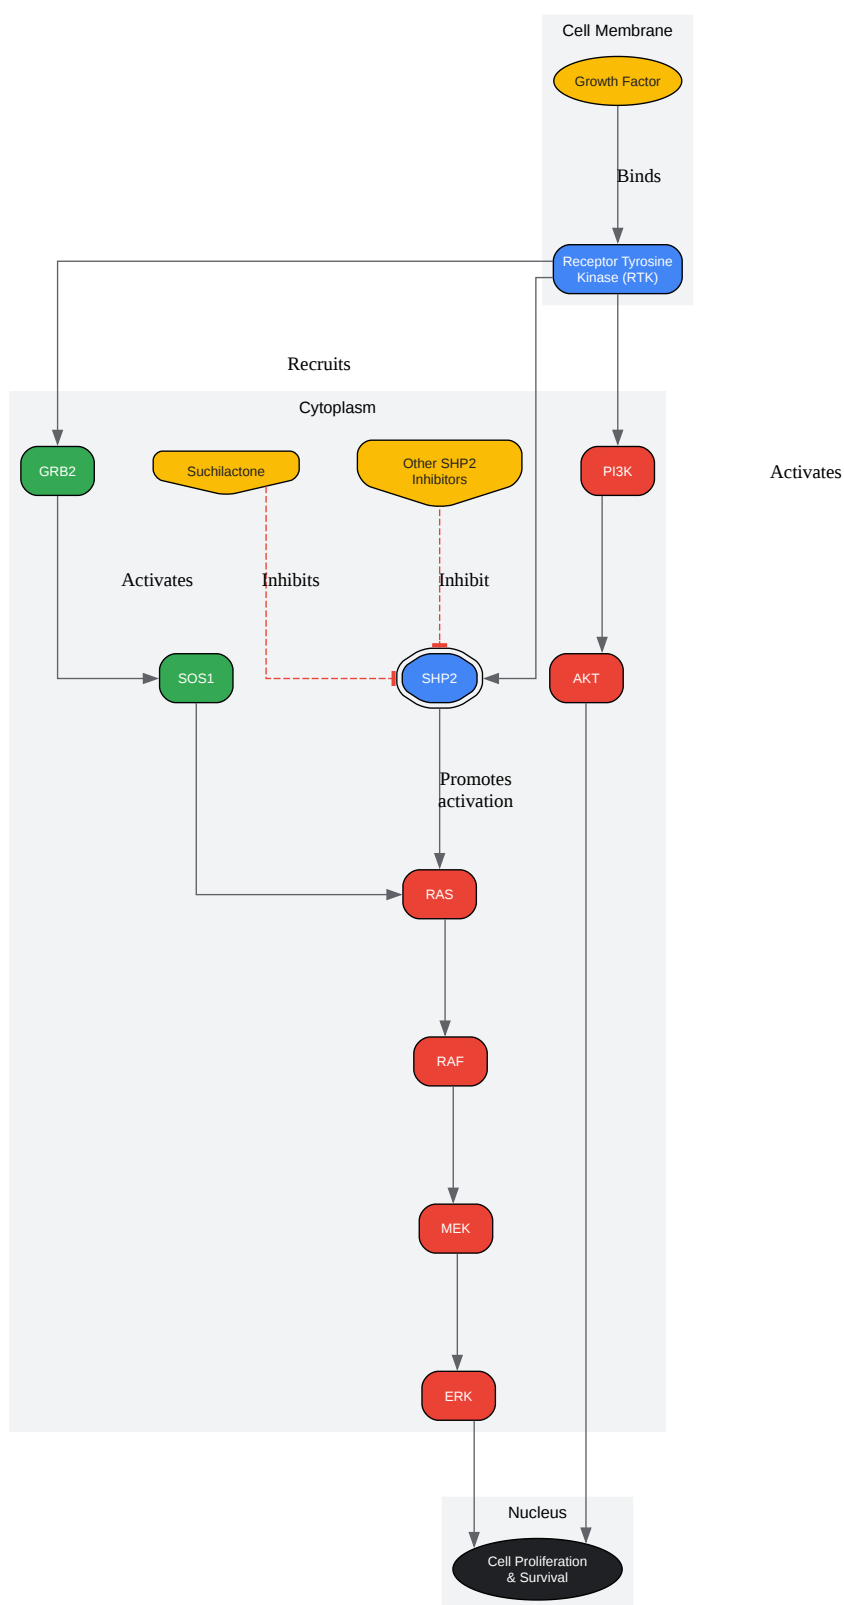 Cell Membrane
Growth Factor
Binds
Receptor Tyrosine
Kinase (RTK)
Recruits
Cytoplasm
GRB2
Suchilactone
Other SHP2
Inhibitors
PI3K
Activates
Activates
Inhibits
Inhibit
SOS1
SHP2
AKT
Promotes
activation
RAS
RAF
MEK
ERK
Nucleus
Cell Proliferation
& Survival